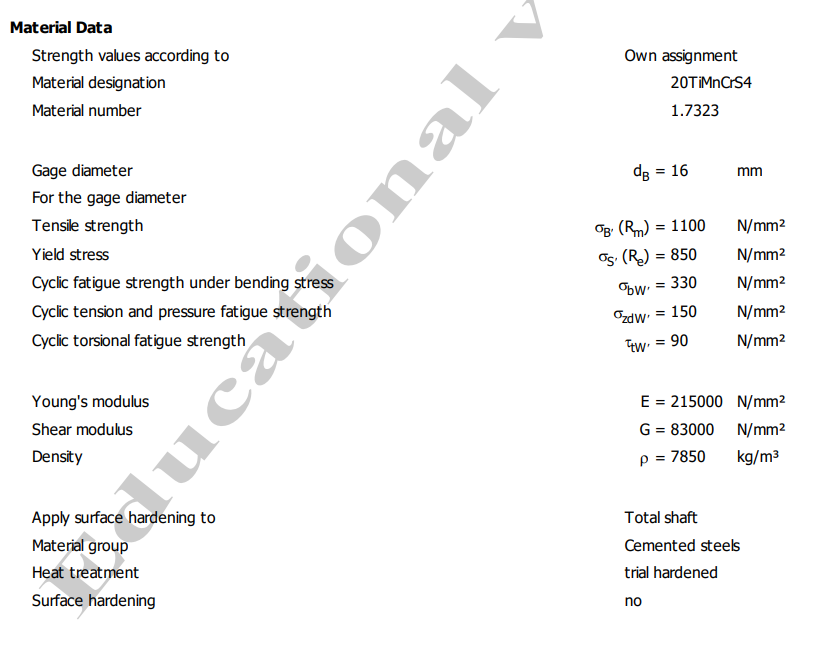 Material Data
Strength values according to Own assignment
Material designation 20TiMnCrS4
Material number 1.7323
Gage diameter d_B = 16 mm
For the gage diameter
Tensile strength σ_B' (R_m) = 1100 N/mm²
Yield stress σ_S' (R_e) = 850 N/mm²
Cyclic fatigue strength under bending stress σ_bW' = 330 N/mm²
Cyclic tension and pressure fatigue strength σ_zdW' = 150 N/mm²
Cyclic torsional fatigue strength τ_tW' = 90 N/mm²
Young's modulus E = 215000 N/mm²
Shear modulus G = 83000 N/mm²
Density ρ = 7850 kg/m³
Apply surface hardening to Total shaft
Material group Cemented steels
Heat treatment trial hardened
Surface hardening no
Educational v